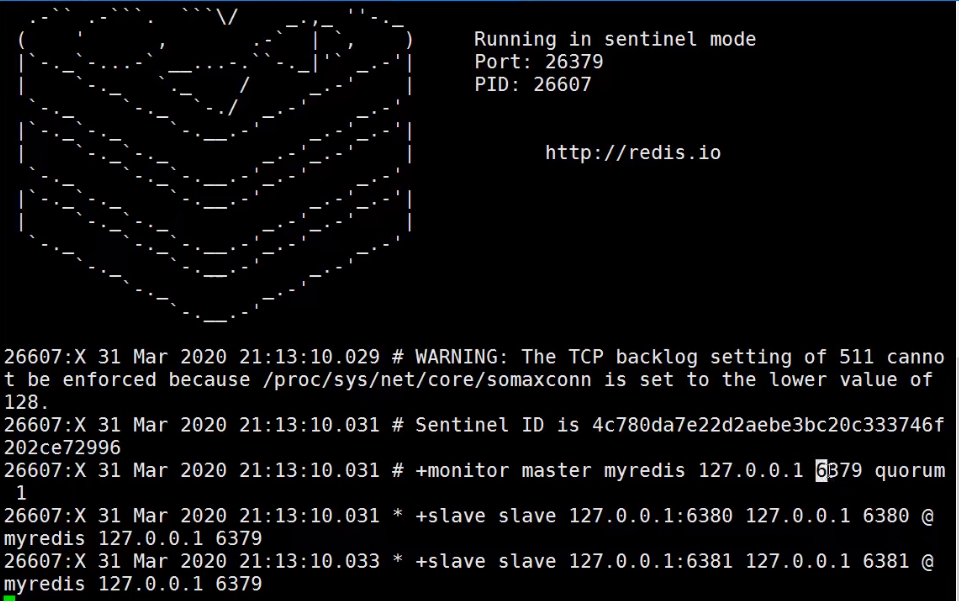 Running in sentinel mode
Port: 26379
PID: 26607
http://redis.io
26607:X 31 Mar 2020 21:13:10.029 # WARNING: The TCP backlog setting of 511 canno
t be enforced because /proc/sys/net/core/somaxconn is set to the lower value of
128.
26607:X 31 Mar 2020 21:13:10.031 # Sentinel ID is 4c780da7e22d2aebe3bc20c333746f
202ce72996
26607:X 31 Mar 2020 21:13:10.031 # +monitor master myredis 127.0.0.1 6379 quorum
1
26607:X 31 Mar 2020 21:13:10.031 * +slave slave 127.0.0.1:6380 127.0.0.1 6380 @
myredis 127.0.0.1 6379
26607:X 31 Mar 2020 21:13:10.033 * +slave slave 127.0.0.1:6381 127.0.0.1 6381 @
myredis 127.0.0.1 6379